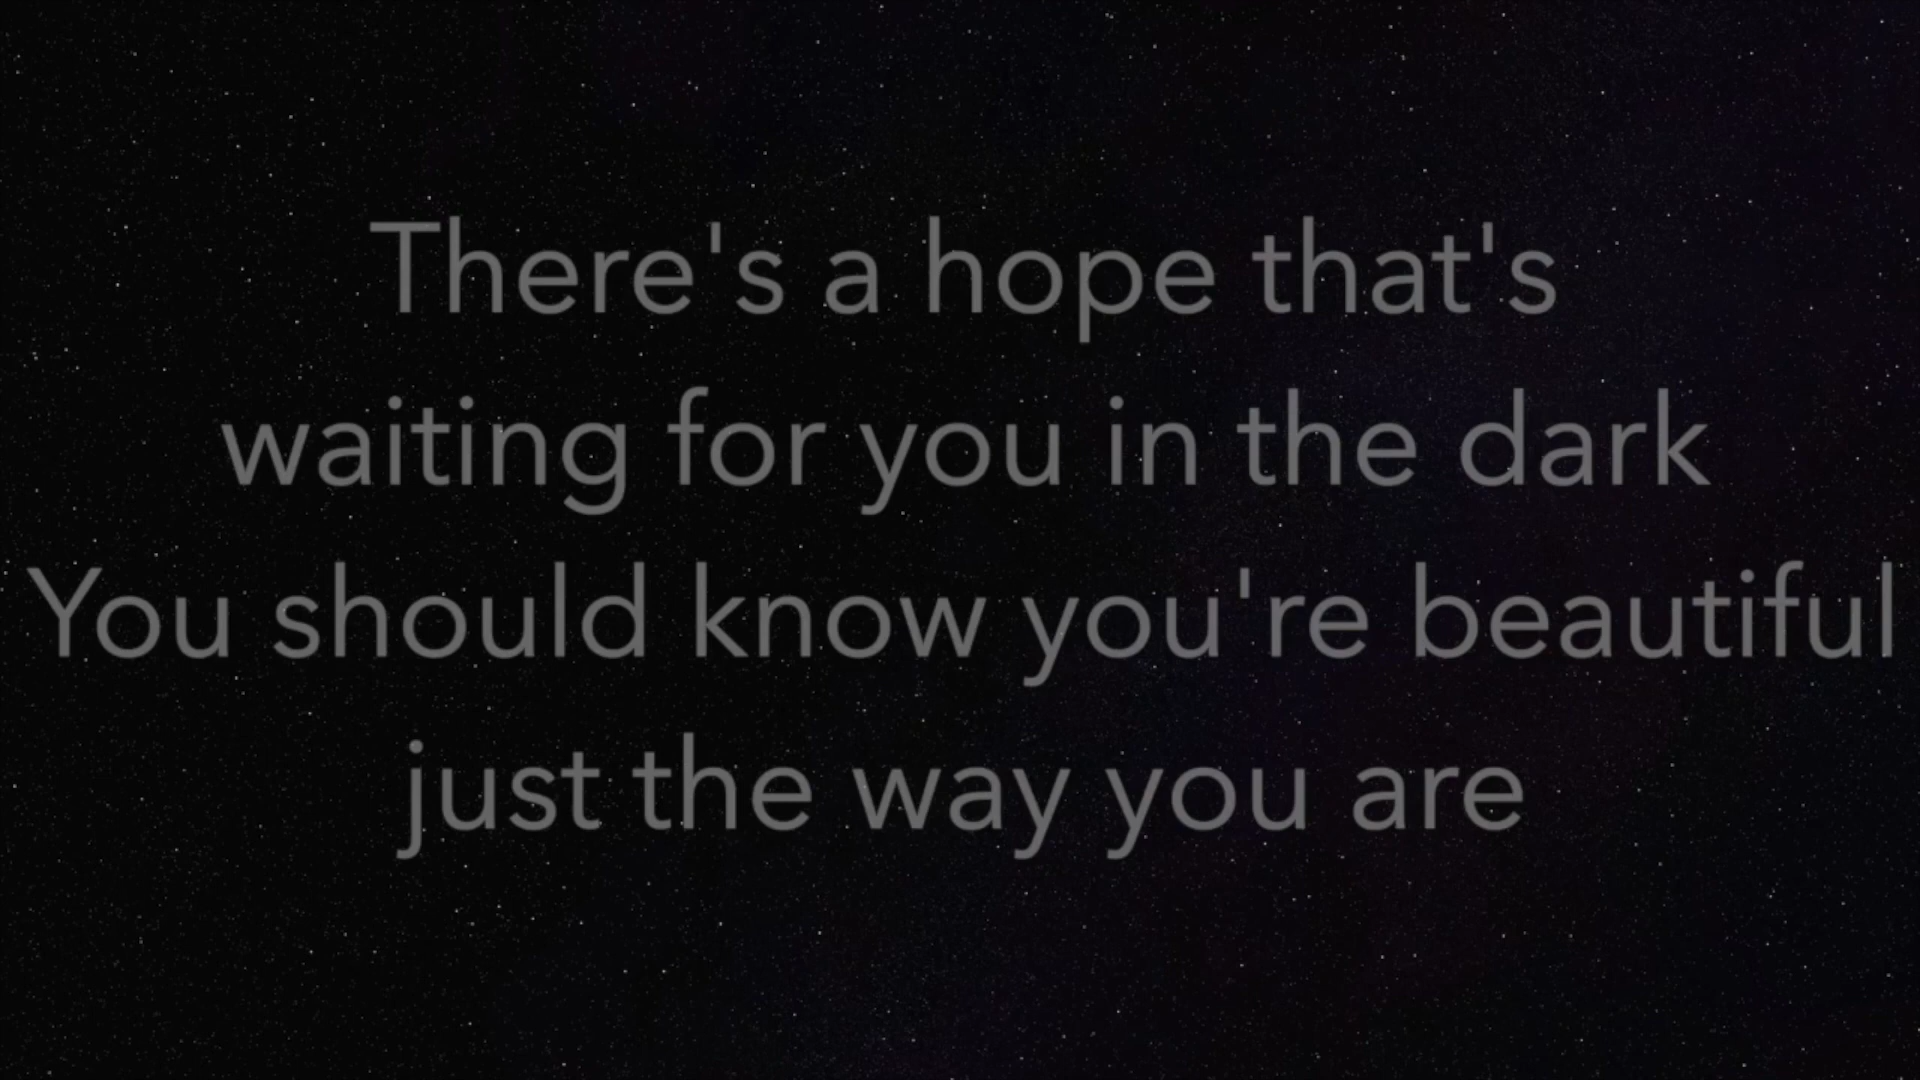 There's a hope that's
waiting for you in the dark
You should know you're beautiful
just the way you are